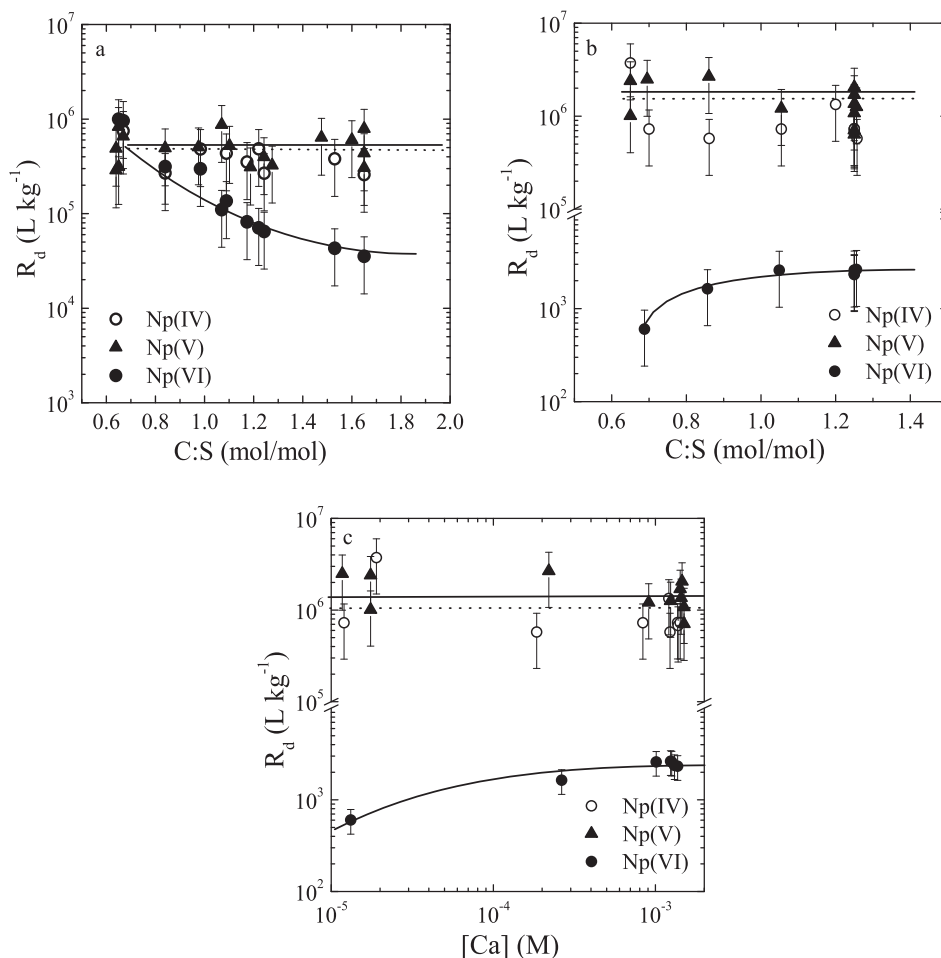 a
10^7
10^6
10^5
10^4
10^3
R_d (L kg^-1)
Np(IV)
Np(V)
Np(VI)
0.6 0.8 1.0 1.2 1.4 1.6 1.8 2.0
C:S (mol/mol)
b
10^7
10^6
10^5
10^3
10^2
R_d (L kg^-1)
Np(IV)
Np(V)
Np(VI)
0.6 0.8 1.0 1.2 1.4
C:S (mol/mol)
c
10^7
10^6
10^5
10^3
10^2
R_d (L kg^-1)
Np(IV)
Np(V)
Np(VI)
10^-5 10^-4 10^-3
[Ca] (M)